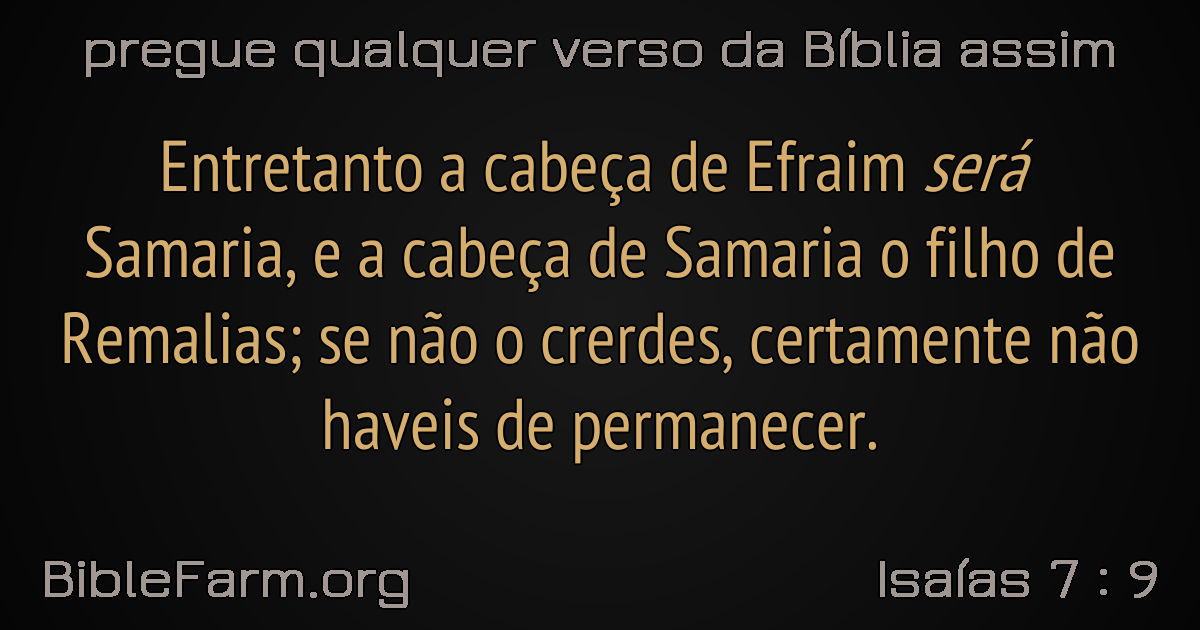 pregue qualquer verso da Bíblia assim
Entretanto a cabeça de Efraim será
Samaria, e a cabeça de Samaria o filho de
Remalias; se não o crerdes, certamente não
haveis de permanecer.
BibleFarm.org
Isaías 7 : 9